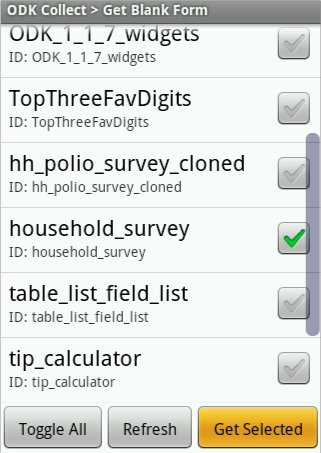 ODK Collect > Get Blank Form
ODK_1_1_7_widgets
ID: ODK_1_1_7_widgets
TopThreeFavDigits
ID: TopThreeFavDigits
hh_polio_survey_cloned
ID: hh_polio_survey_cloned
household_survey
ID: household_survey
table_list_field_list
ID: table_list_field_list
tip_calculator
ID: tip_calculator
Toggle All
Refresh
Get Selected